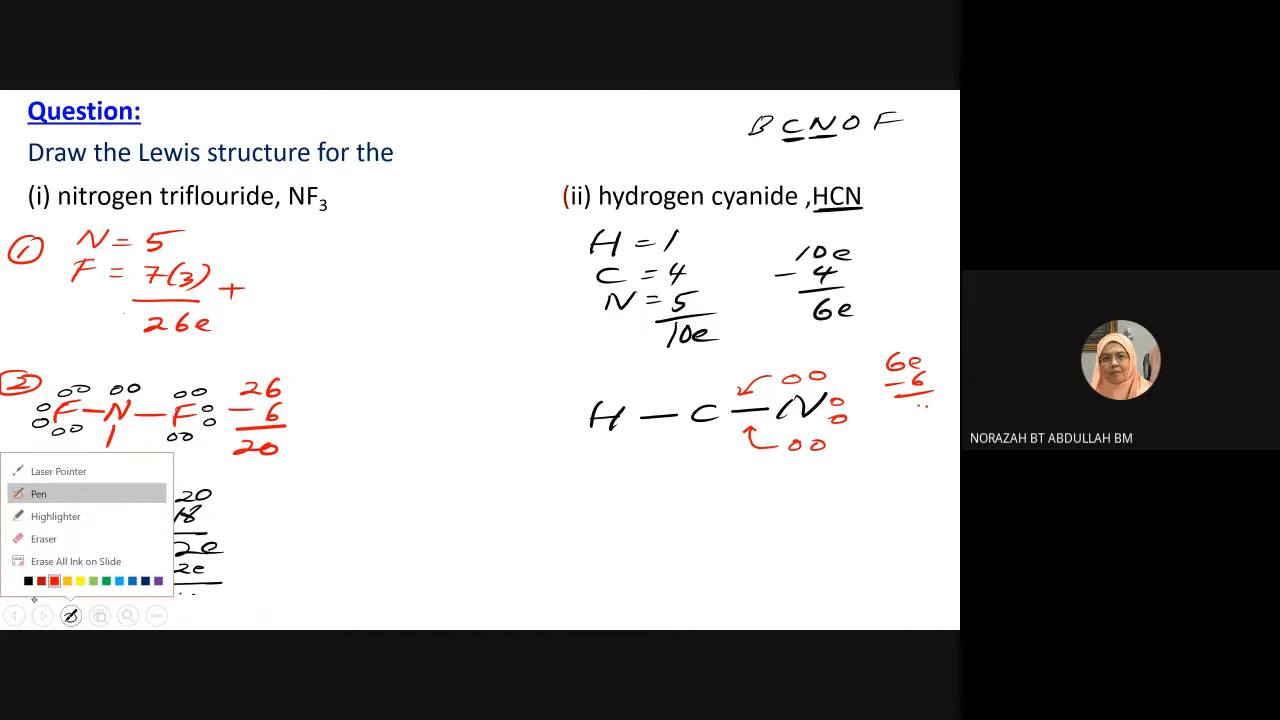 Question:
Draw the Lewis structure for the
(i) nitrogen triflouride, NF3
① N = 5
F = 7(3) +
26e
② F – N – F
26
- 6
20
20
18
2e
2e
B C N O F
(ii) hydrogen cyanide ,HCN
H = 1
C = 4
N = 5
10e
10e
- 4
6e
H — C — N
6e
- 6
Laser Pointer
Pen
Highlighter
Eraser
Erase All Ink on Slide
NORAZAH BT ABDULLAH BM